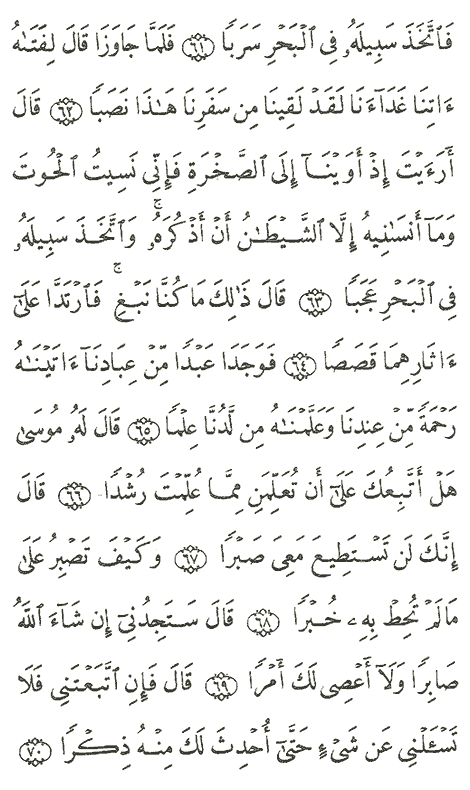 فَٱتَّخَذَ سَبِيلَهُۥ فِى ٱلْبَحْرِ سَرَبًا ﴿٦١﴾ فَلَمَّا جَاوَزَا قَالَ لِفَتَىٰهُ
ءَاتِنَا غَدَآءَنَا لَقَدْ لَقِينَا مِن سَفَرِنَا هَـٰذَا نَصَبًا ﴿٦٢﴾ قَالَ
أَرَءَيْتَ إِذْ أَوَيْنَآ إِلَى ٱلصَّخْرَةِ فَإِنِّى نَسِيتُ ٱلْحُوتَ
وَمَآ أَنسَىٰنِيهُ إِلَّا ٱلشَّيْطَـٰنُ أَنْ أَذْكُرَهُۥ ۚ وَٱتَّخَذَ سَبِيلَهُۥ
فِى ٱلْبَحْرِ عَجَبًا ﴿٦٣﴾ قَالَ ذَٰلِكَ مَا كُنَّا نَبْغِ ۚ فَٱرْتَدَّا عَلَىٰٓ
ءَاثَارِهِمَا قَصَصًا ﴿٦٤﴾ فَوَجَدَا عَبْدًا مِّنْ عِبَادِنَآ ءَاتَيْنَـٰهُ
رَحْمَةً مِّنْ عِندِنَا وَعَلَّمْنَـٰهُ مِن لَّدُنَّا عِلْمًا ﴿٦٥﴾ قَالَ لَهُۥ مُوسَىٰ
هَلْ أَتَّبِعُكَ عَلَىٰٓ أَن تُعَلِّمَنِ مِمَّا عُلِّمْتَ رُشْدًا ﴿٦٦﴾ قَالَ
إِنَّكَ لَن تَسْتَطِيعَ مَعِىَ صَبْرًا ﴿٦٧﴾ وَكَيْفَ تَصْبِرُ عَلَىٰ
مَا لَمْ تُحِطْ بِهِۦ خُبْرًا ﴿٦٨﴾ قَالَ سَتَجِدُنِىٓ إِن شَآءَ ٱللَّهُ
صَابِرًا وَلَآ أَعْصِى لَكَ أَمْرًا ﴿٦٩﴾ قَالَ فَإِنِ ٱتَّبَعْتَنِى فَلَا
تَسْـَٔلْنِى عَن شَىْءٍ حَتَّىٰٓ أُحْدِثَ لَكَ مِنْهُ ذِكْرًا ﴿٧٠﴾